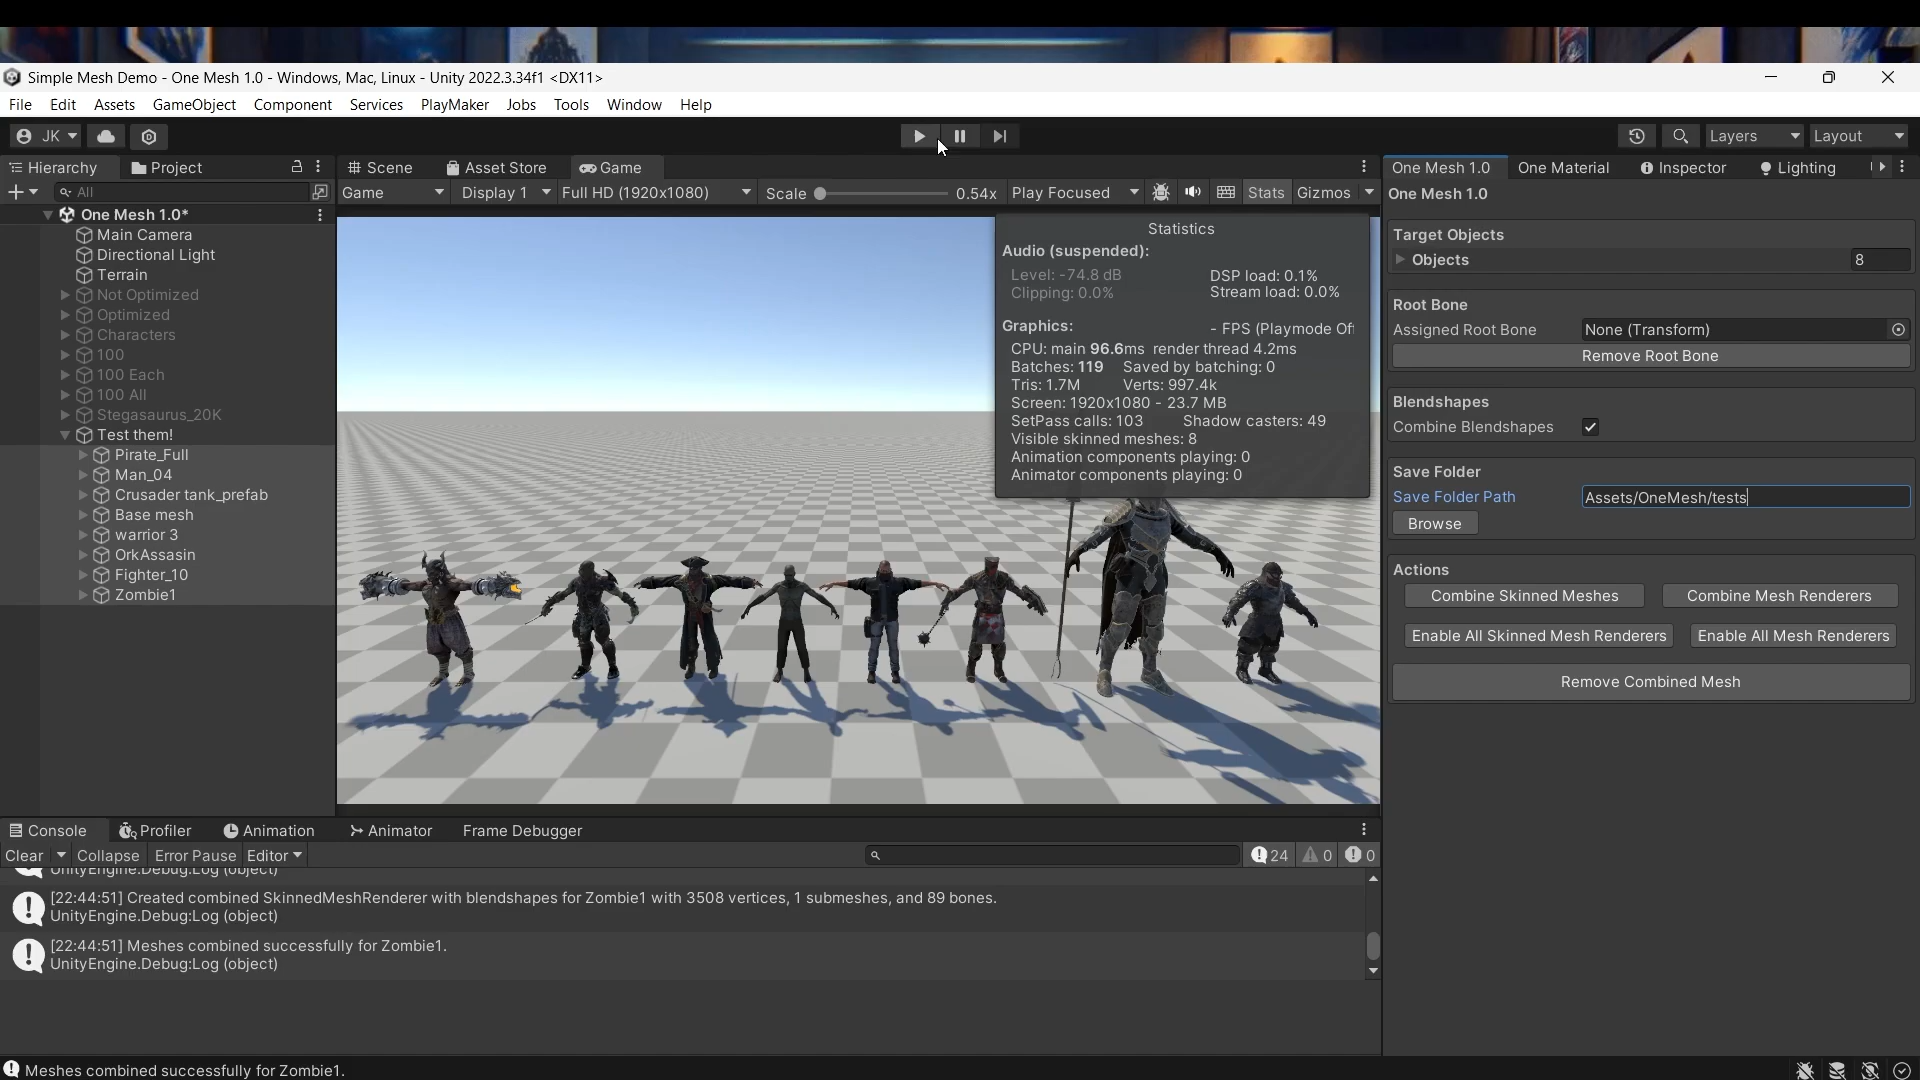 Simple Mesh Demo - One Mesh 1.0 - Windows, Mac, Linux - Unity 2022.3.34f1 <DX11>
File Edit Assets GameObject Component Services PlayMaker Jobs Tools Window Help
JK Layers Layout
Hierarchy Project
All
One Mesh 1.0*
Main Camera
Directional Light
Terrain
Not Optimized
Optimized
Characters
100
100 Each
100 All
Stegasaurus_20K
Test them!
Pirate_Full
Man_04
Crusader tank_prefab
Base mesh
warrior 3
OrkAssasin
Fighter_10
Zombie1
Scene Asset Store Game
Game Display 1 Full HD (1920x1080) Scale 0.54x Play Focused Stats Gizmos
Statistics
Audio (suspended):
Level: -74.8 dB DSP load: 0.1%
Clipping: 0.0% Stream load: 0.0%
Graphics: - FPS (Playmode Of
CPU: main 96.6ms render thread 4.2ms
Batches: 119 Saved by batching: 0
Tris: 1.7M Verts: 997.4k
Screen: 1920x1080 - 23.7 MB
SetPass calls: 103 Shadow casters: 49
Visible skinned meshes: 8
Animation components playing: 0
Animator components playing: 0
One Mesh 1.0 One Material Inspector Lighting
One Mesh 1.0
Target Objects
Objects 8
Root Bone
Assigned Root Bone None (Transform)
Remove Root Bone
Blendshapes
Combine Blendshapes
Save Folder
Save Folder Path Assets/OneMesh/tests
Browse
Actions
Combine Skinned Meshes Combine Mesh Renderers
Enable All Skinned Mesh Renderers Enable All Mesh Renderers
Remove Combined Mesh
Console Profiler Animation Animator Frame Debugger
Clear Collapse Error Pause Editor 24 0 0
UnityEngine.Debug:Log (object)
[22:44:51] Created combined SkinnedMeshRenderer with blendshapes for Zombie1 with 3508 vertices, 1 submeshes, and 89 bones.
UnityEngine.Debug:Log (object)
[22:44:51] Meshes combined successfully for Zombie1.
UnityEngine.Debug:Log (object)
Meshes combined successfully for Zombie1.